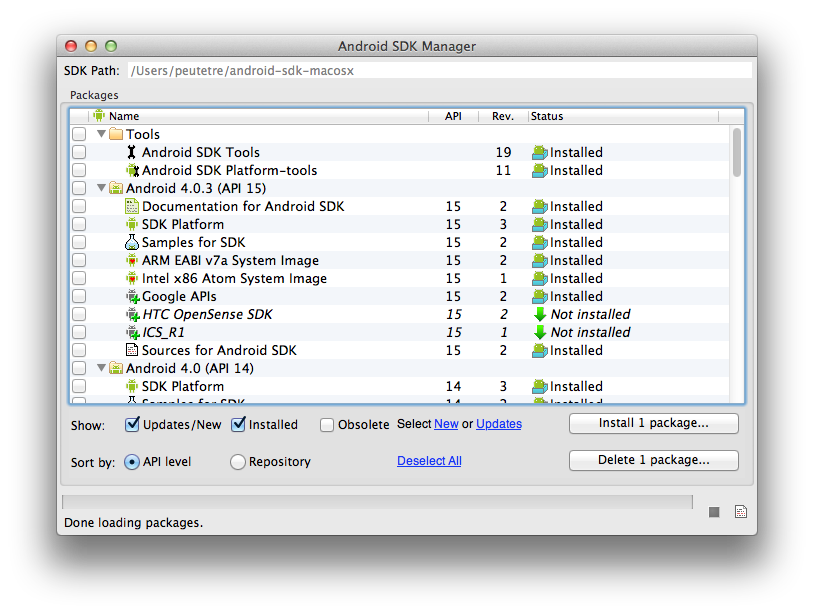 Android SDK Manager
SDK Path: /Users/peutetre/android-sdk-macosx
Packages
Name API Rev. Status
Tools
Android SDK Tools 19 Installed
Android SDK Platform-tools 11 Installed
Android 4.0.3 (API 15)
Documentation for Android SDK 15 2 Installed
SDK Platform 15 3 Installed
Samples for SDK 15 2 Installed
ARM EABI v7a System Image 15 2 Installed
Intel x86 Atom System Image 15 1 Installed
Google APIs 15 2 Installed
HTC OpenSense SDK 15 2 Not installed
ICS_R1 15 1 Not installed
Sources for Android SDK 15 2 Installed
Android 4.0 (API 14)
SDK Platform 14 3 Installed
Samples for SDK 14 2 Installed
Show: Updates/New Installed Obsolete Select New or Updates Install 1 package...
Sort by: API level Repository Deselect All Delete 1 package...
Done loading packages.